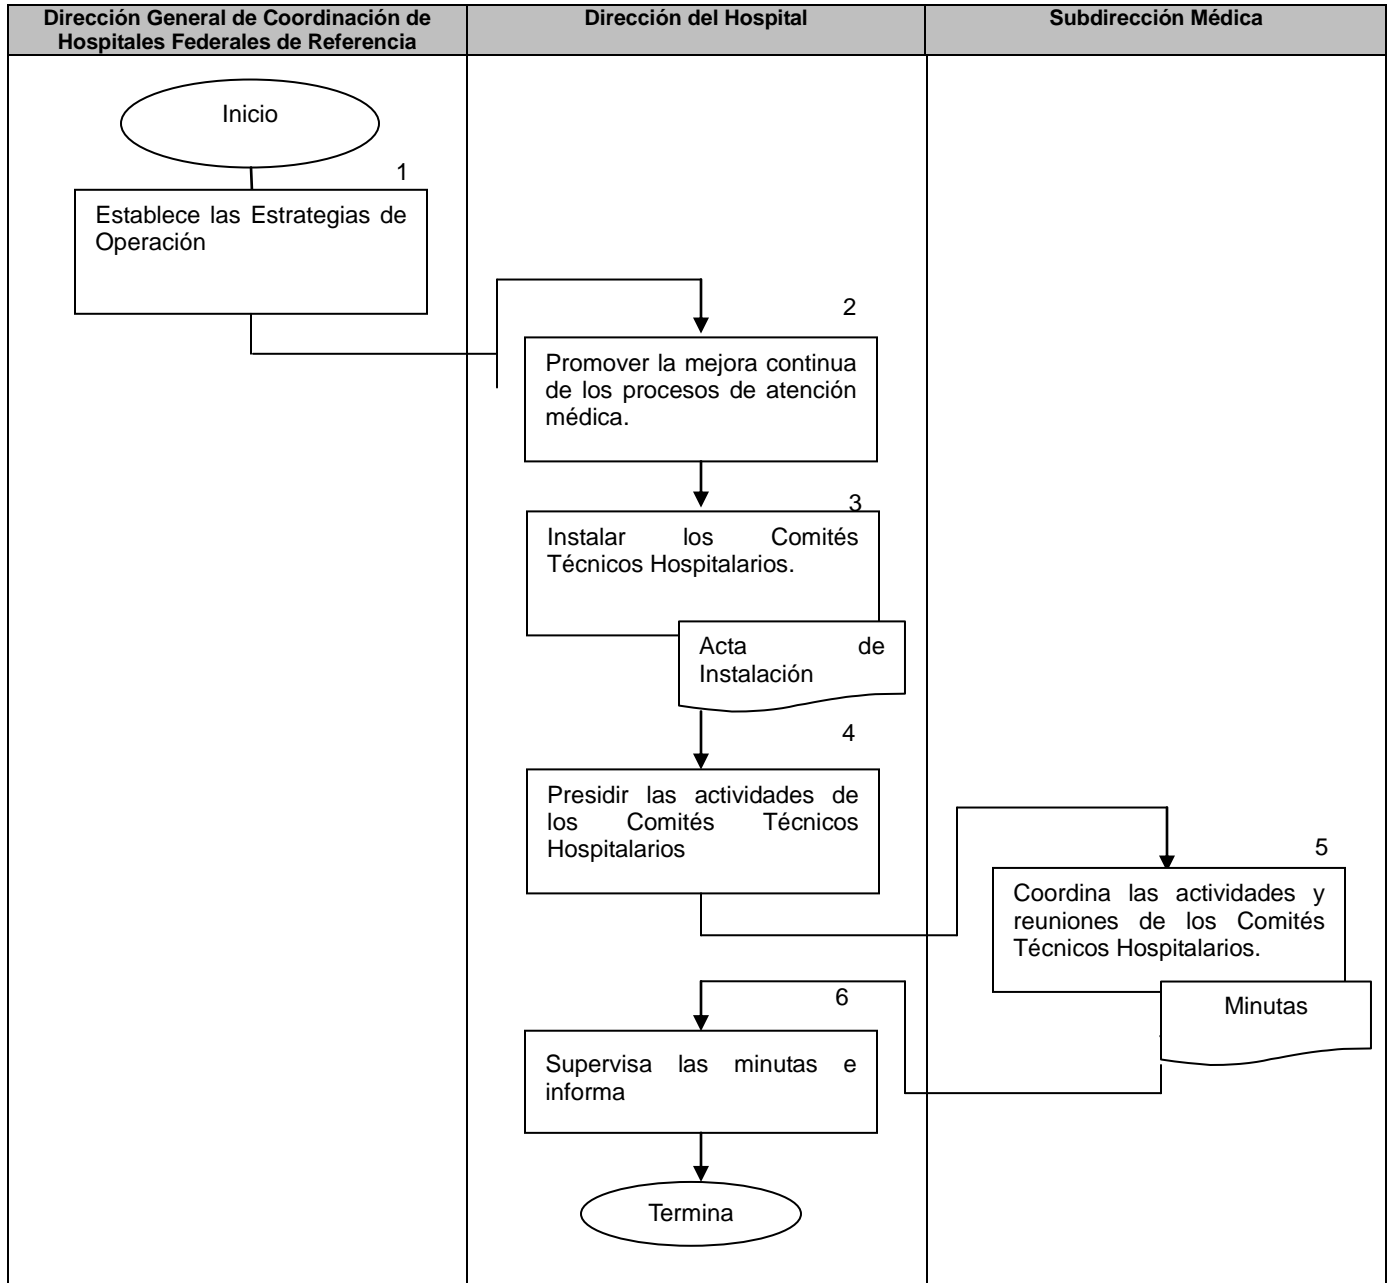 Dirección General de Coordinación de
Hospitales Federales de Referencia
Dirección del Hospital
Subdirección Médica
Inicio
1
Establece las Estrategias de
Operación
2
Promover la mejora continua
de los procesos de atención
médica.
3
Instalar los Comités
Técnicos Hospitalarios.
Acta de
Instalación
4
Presidir las actividades de
los Comités Técnicos
Hospitalarios
5
Coordina las actividades y
reuniones de los Comités
Técnicos Hospitalarios.
Minutas
6
Supervisa las minutas e
informa
Termina